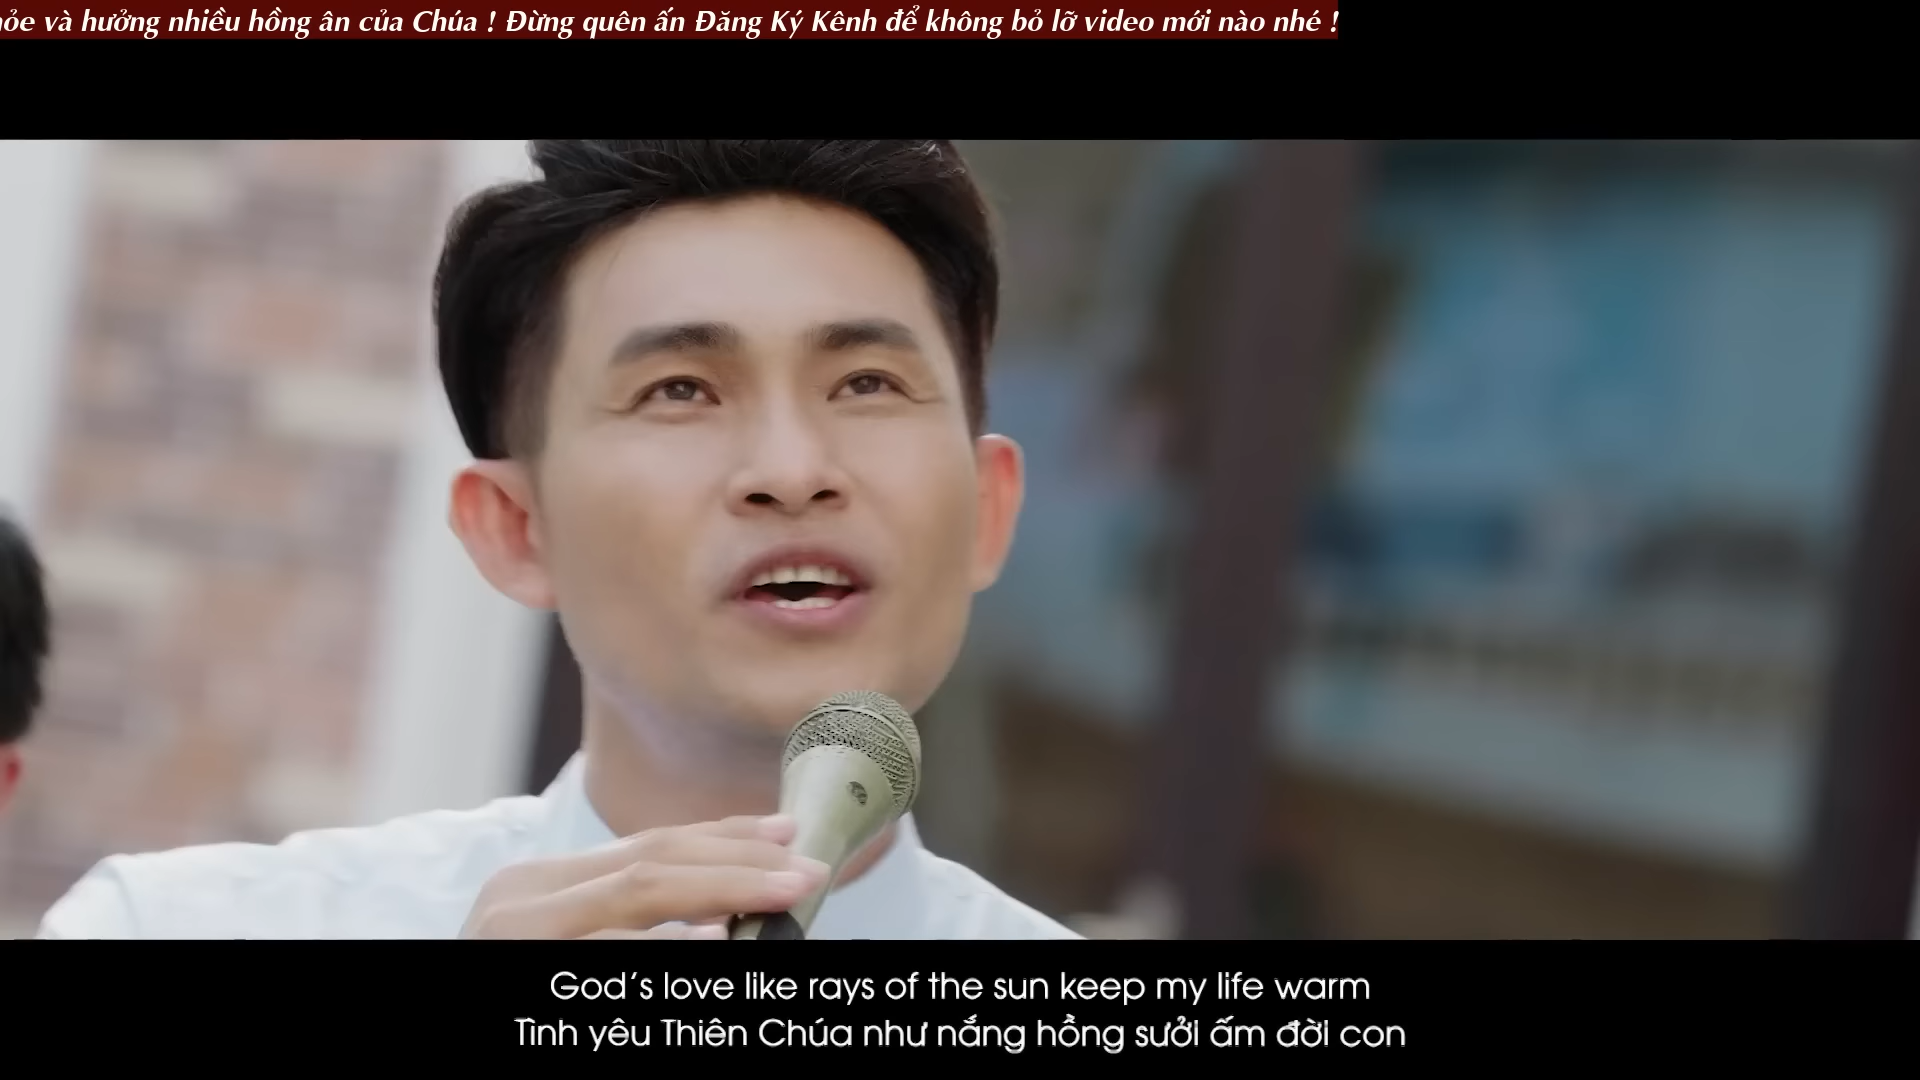 và hưởng nhiều hồng ân của Chúa ! Đừng quên ấn Đăng Ký Kênh để không bỏ lỡ video mới nào nhé !
God's love like rays of the sun keep my life warm
Tình yêu Thiên Chúa như nắng hồng sưởi ấm đời con